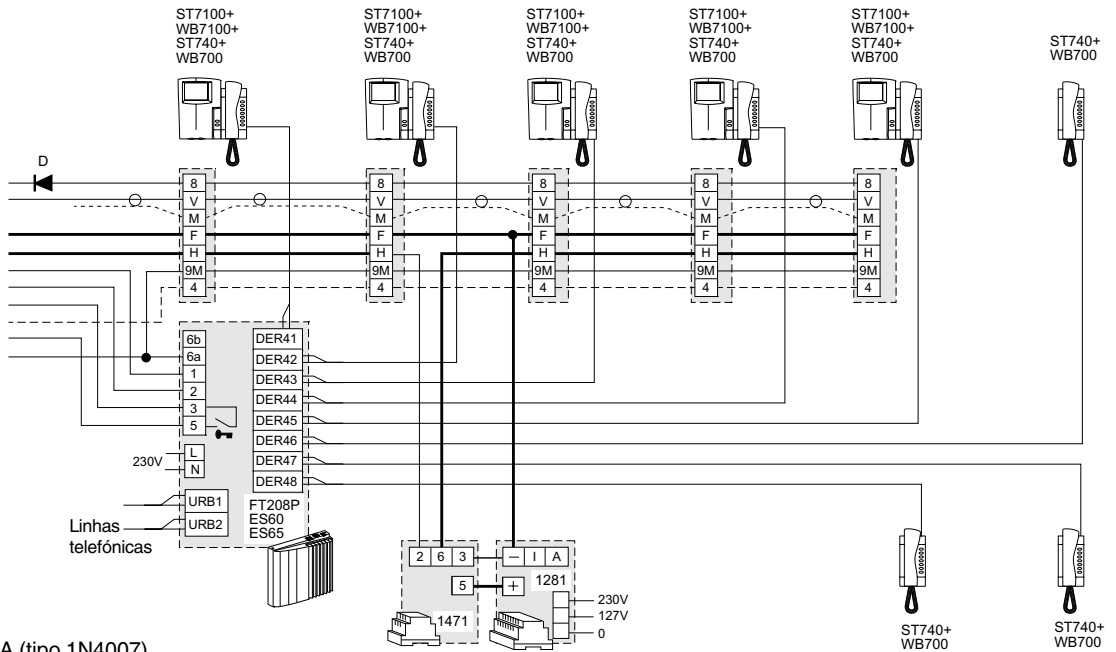 ST7100+
WB7100+
ST740+
WB700
ST7100+
WB7100+
ST740+
WB700
ST7100+
WB7100+
ST740+
WB700
ST7100+
WB7100+
ST740+
WB700
ST7100+
WB7100+
ST740+
WB700
ST740+
WB700
D
8
V
M
F
H
9M
4
8
V
M
F
H
9M
4
8
V
M
F
H
9M
4
8
V
M
F
H
9M
4
8
V
M
F
H
9M
4
6b
6a
1
2
3
5
L
N
230V
URB1
URB2
Linhas
telefónicas
DER41
DER42
DER43
DER44
DER45
DER46
DER47
DER48
FT208P
ES60
ES65
2 6 3
5
1471
– I A
+
1281
230V
127V
0
ST740+
WB700
ST740+
WB700
A (tipo 1N4007)